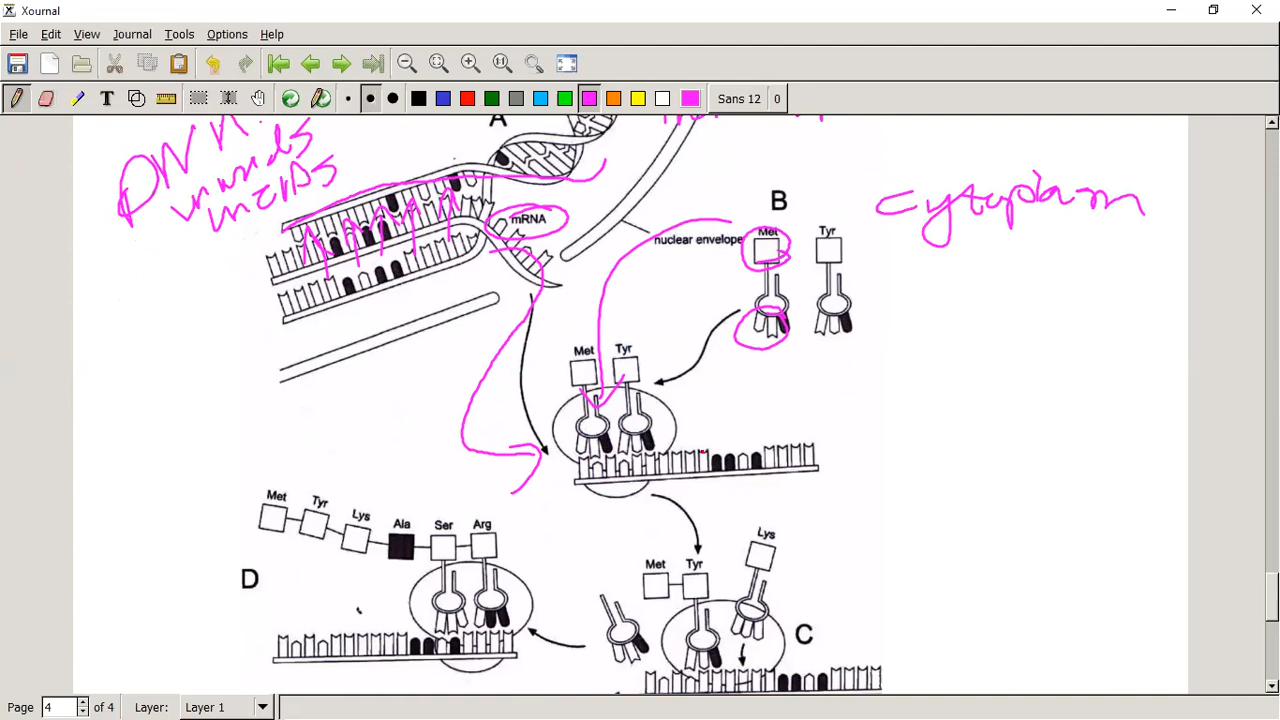 Xournal
File Edit View Journal Tools Options Help
Sans 12 0
A
mRNA
B
cytoplasm
nuclear envelope
Met Tyr
Met Tyr
Met Tyr Lys Ala Ser Arg
D
Lys
Met Tyr
C
Page 4 of 4 Layer: Layer 1